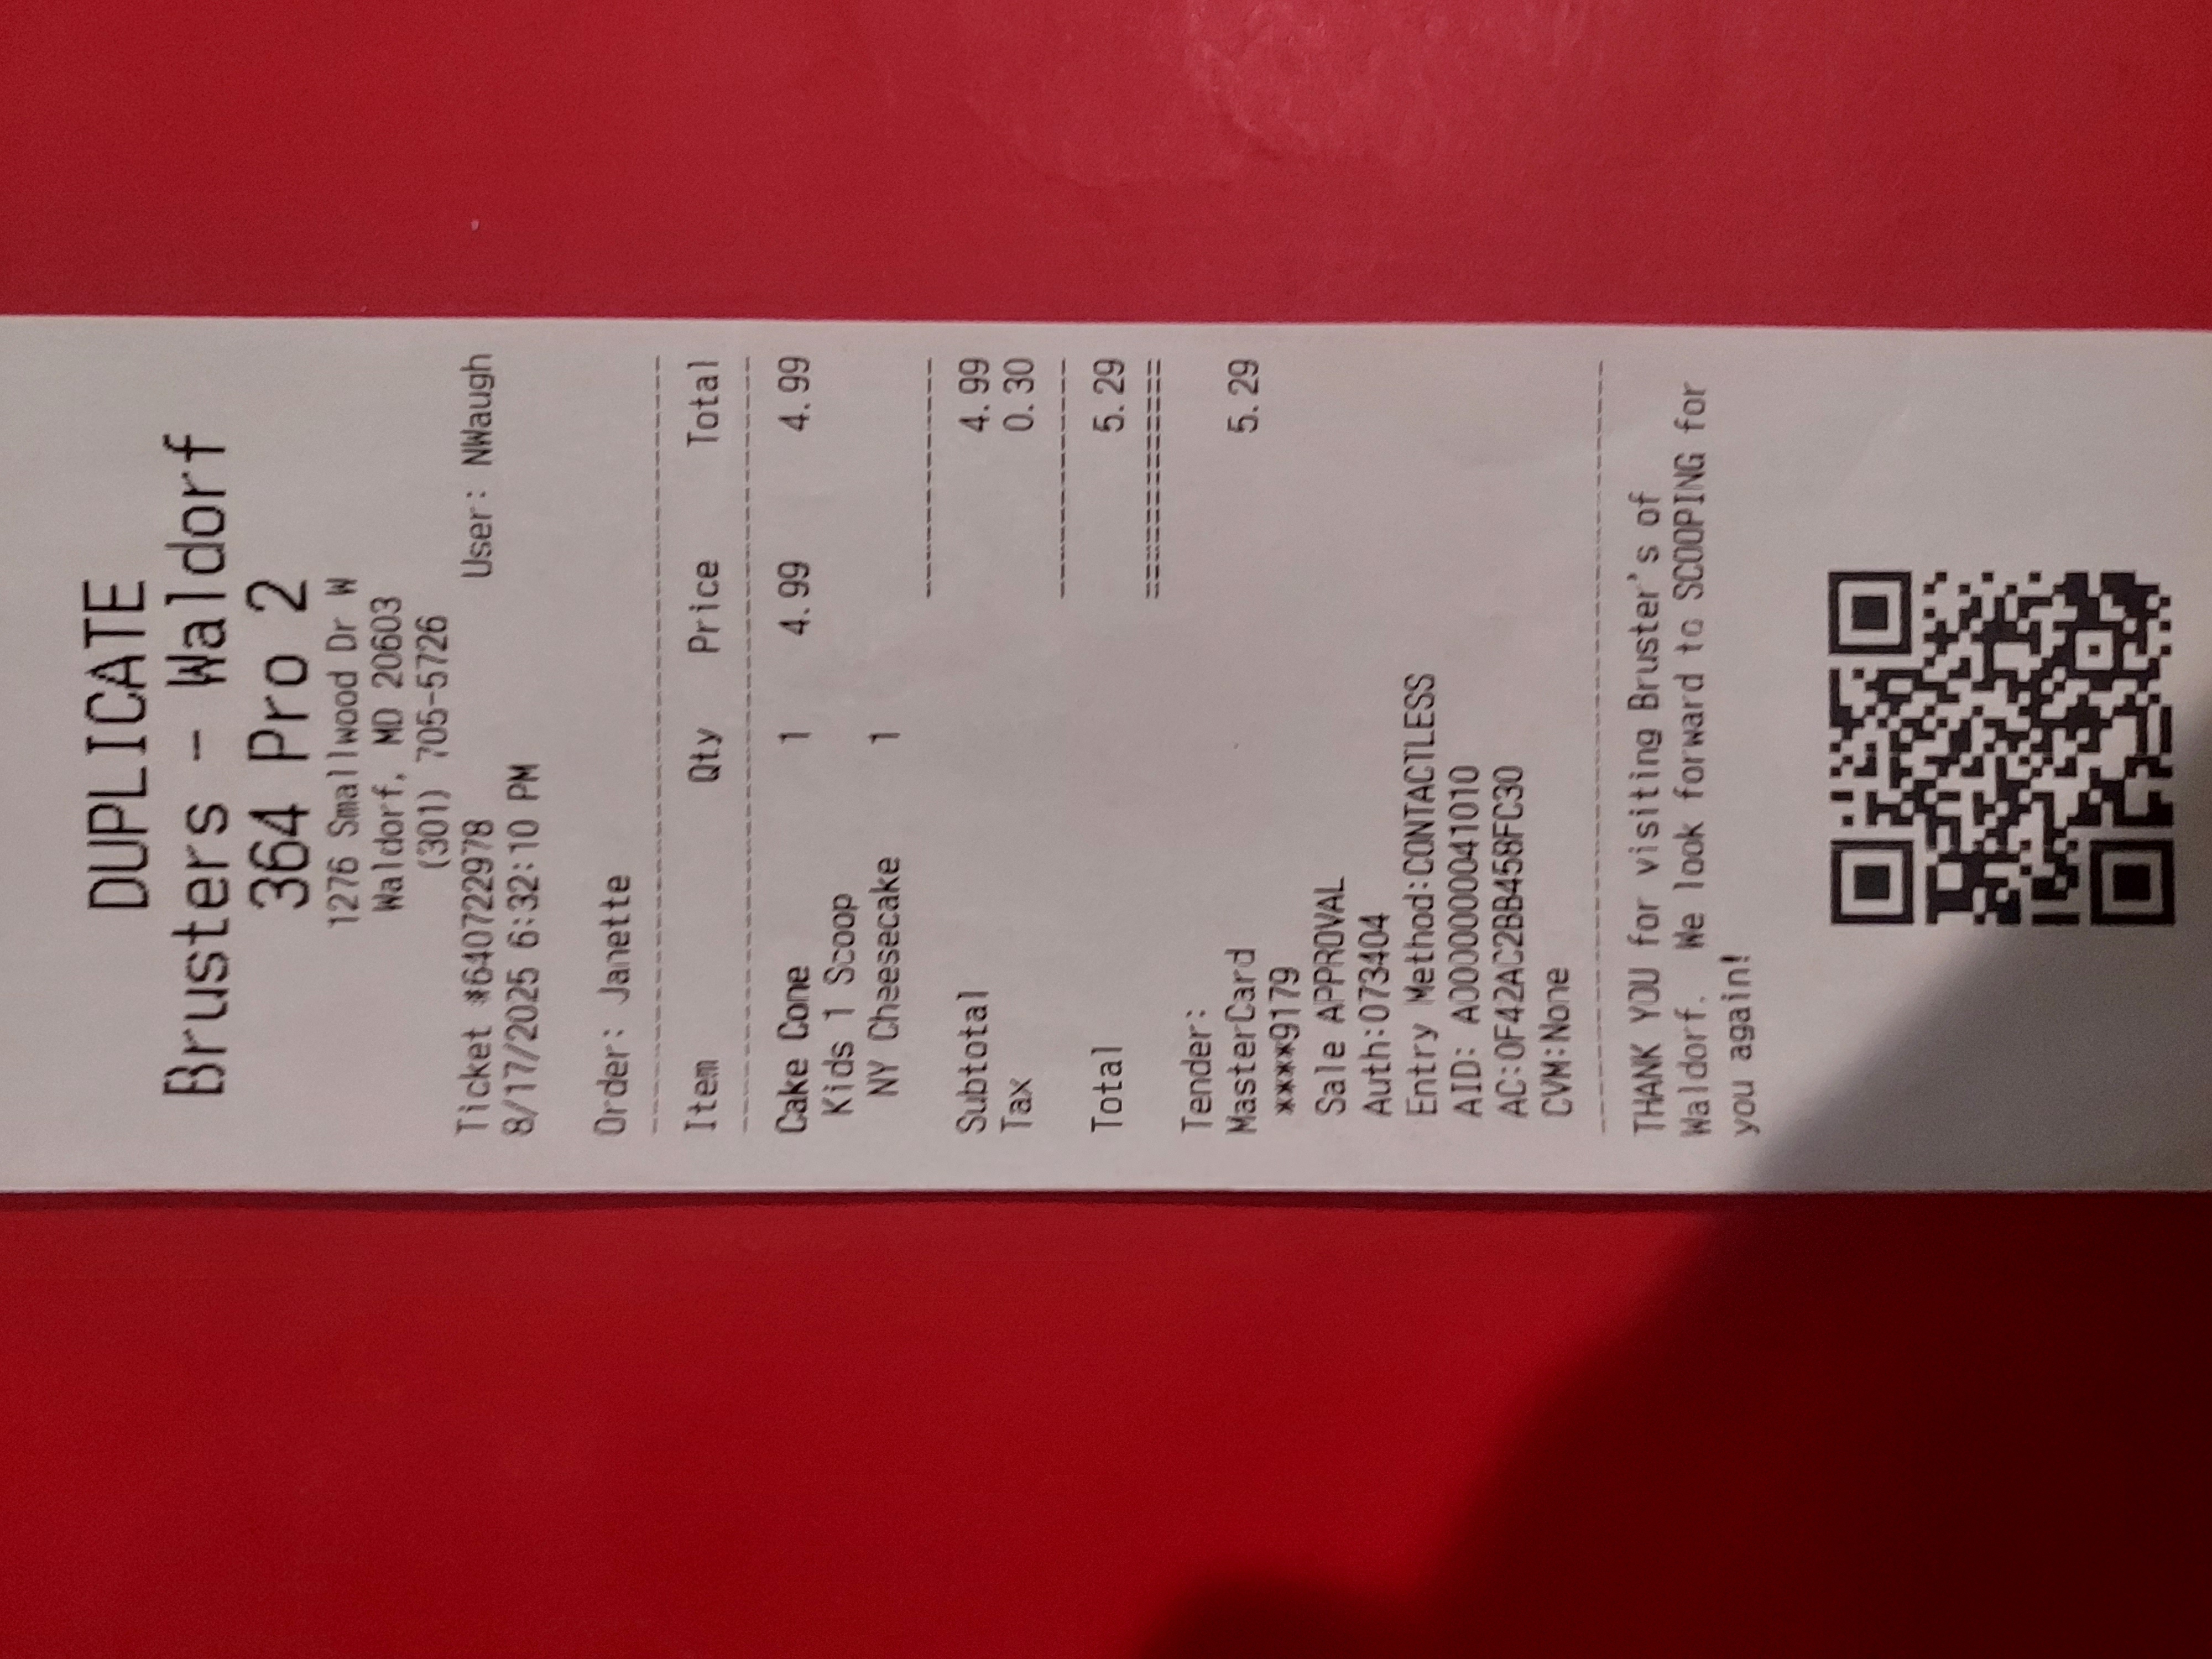 DUPLICATE
Brusters - Waldorf
364 Pro 2
1276 Smallwood Dr W
Waldorf, MD 20603
(301) 705-5726
Ticket #640722978 User: NWaugh
8/17/2025 6:32:10 PM
Order: Janette
Item Qty Price Total
Cake Cone 1 4.99 4.99
Kids 1 Scoop
NY Cheesecake 1
Subtotal 4.99
Tax 0.30
Total 5.29
Tender:
MasterCard 5.29
****9179
Sale APPROVAL
Auth:073404
Entry Method:CONTACTLESS
AID: A0000000041010
AC:0F42AC2BB458FC30
CVM:None
THANK YOU for visiting Bruster's of
Waldorf. We look forward to SCOOPING for
you again!